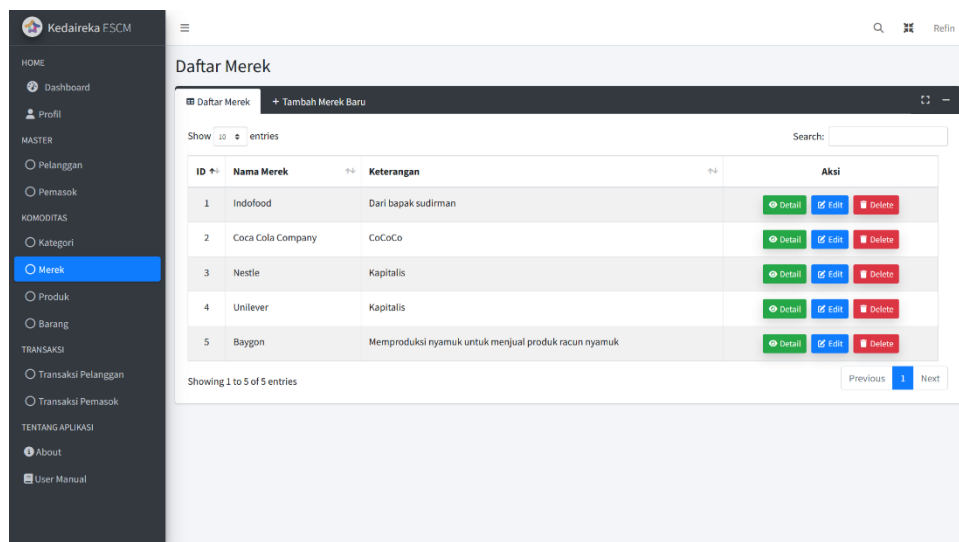 Kedaireka ESCM
Refin
HOME
Dashboard
Profil
MASTER
Pelanggan
Pemasok
KOMODITAS
Kategori
Merek
Produk
Barang
TRANSAKSI
Transaksi Pelanggan
Transaksi Pemasok
TENTANG APLIKASI
About
User Manual
Daftar Merek
Daftar Merek + Tambah Merek Baru
Show 10 entries Search:
ID Nama Merek Keterangan Aksi
1 Indofood Dari bapak sudirman Detail Edit Delete
2 Coca Cola Company CoCoCo Detail Edit Delete
3 Nestle Kapitalis Detail Edit Delete
4 Unilever Kapitalis Detail Edit Delete
5 Baygon Memproduksi nyamuk untuk menjual produk racun nyamuk Detail Edit Delete
Showing 1 to 5 of 5 entries Previous 1 Next